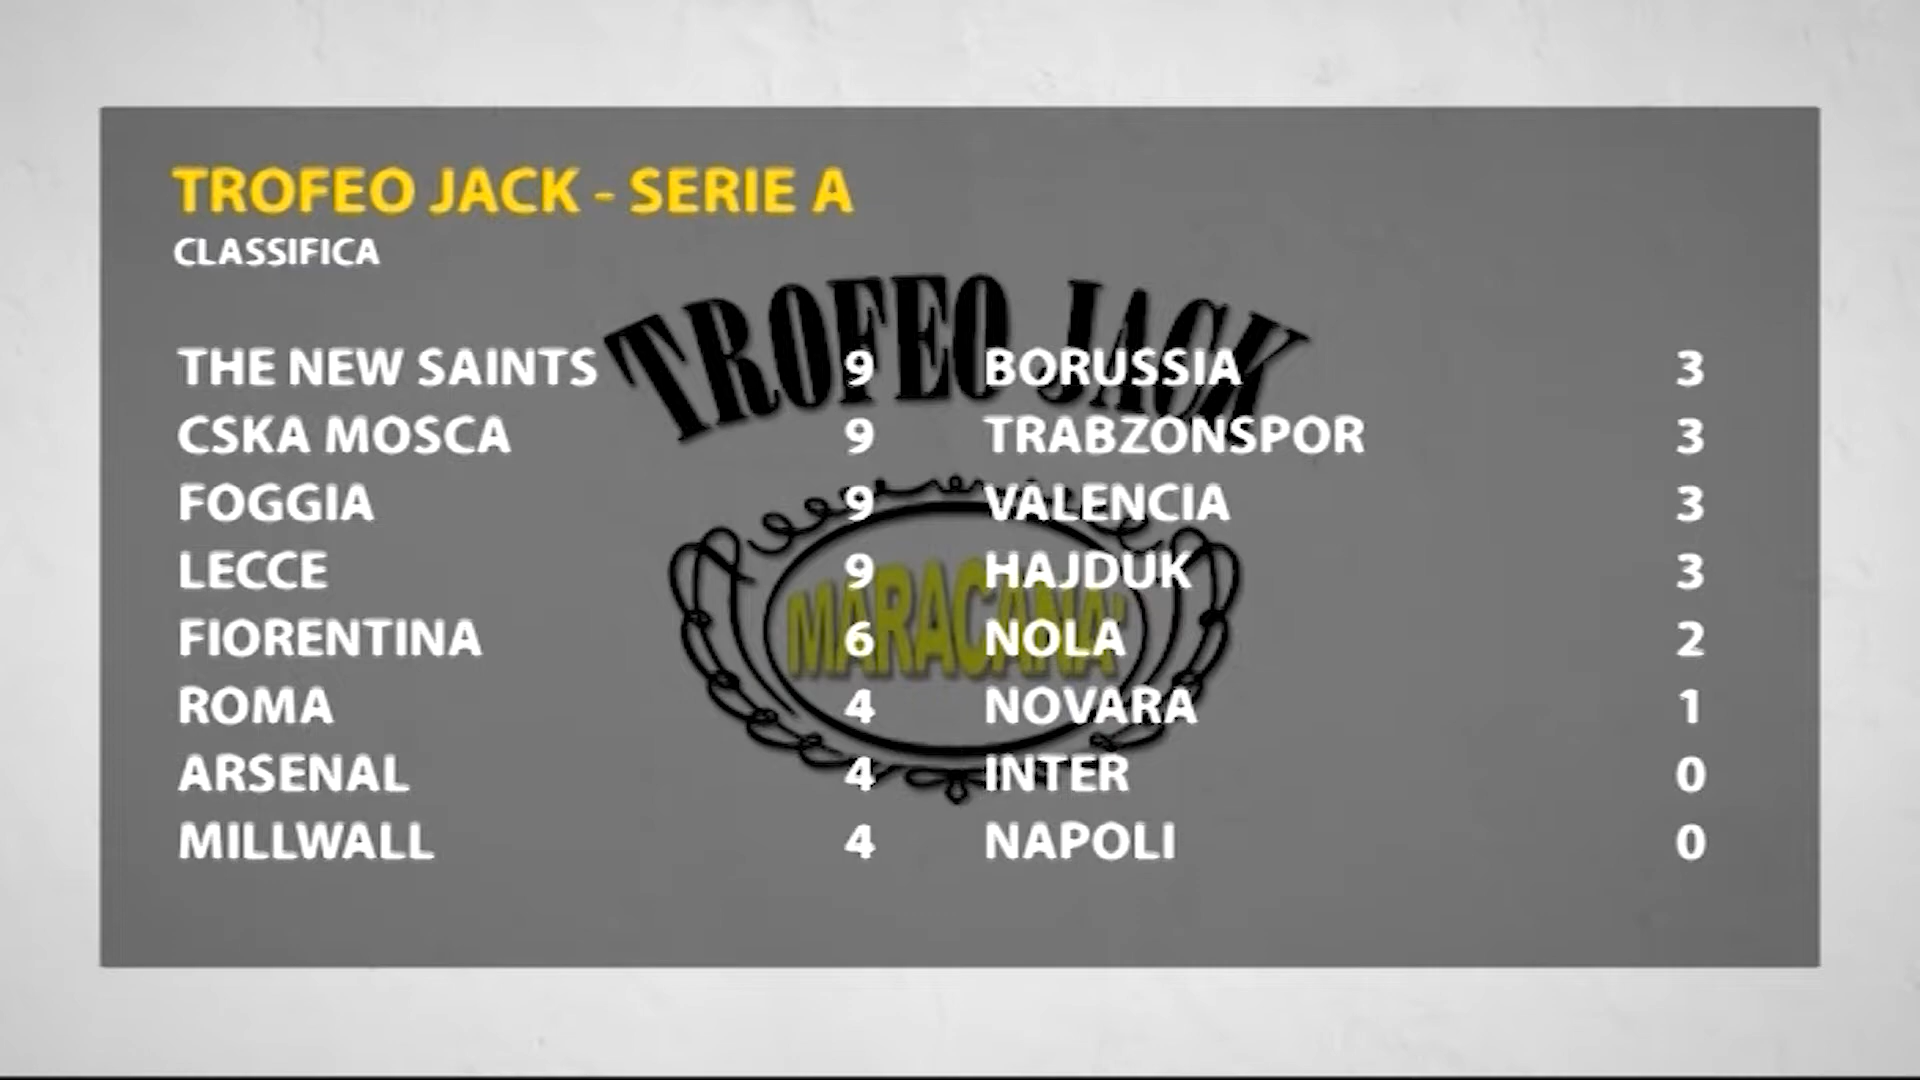 TROFEO JACK - SERIE A
CLASSIFICA
TROFEO JACK
MARACANA'
THE NEW SAINTS 9 BORUSSIA 3
CSKA MOSCA 9 TRABZONSPOR 3
FOGGIA 9 VALENCIA 3
LECCE 9 HAJDUK 3
FIORENTINA 6 NOLA 2
ROMA 4 NOVARA 1
ARSENAL 4 INTER 0
MILLWALL 4 NAPOLI 0